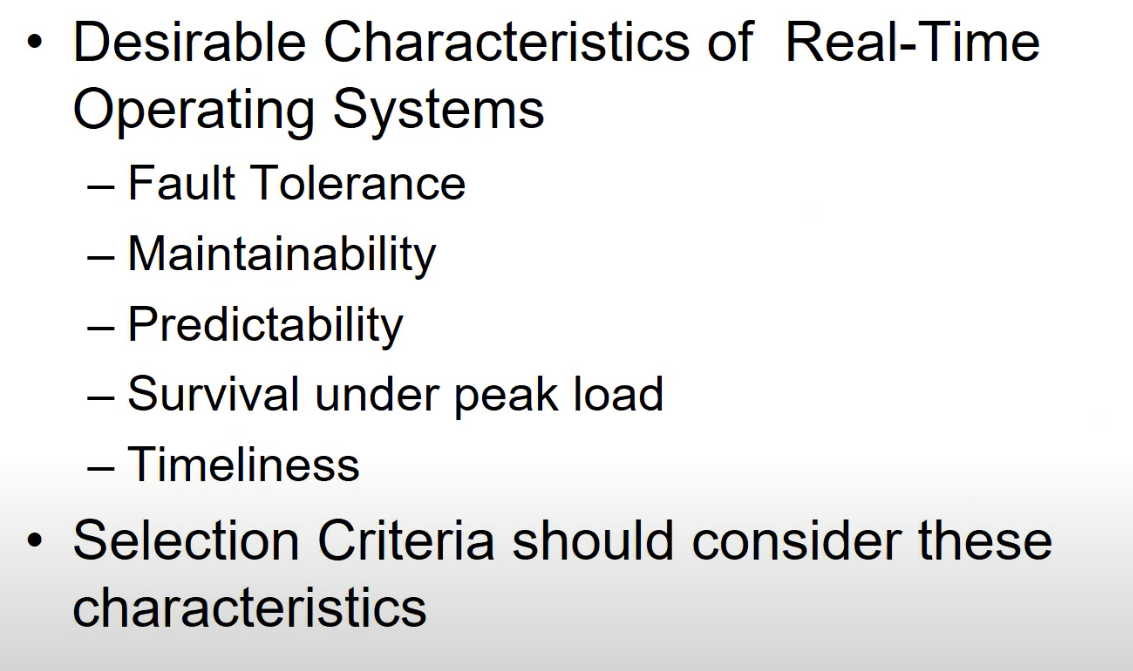 • Desirable Characteristics of Real-Time
Operating Systems
– Fault Tolerance
– Maintainability
– Predictability
– Survival under peak load
– Timeliness
• Selection Criteria should consider these
characteristics